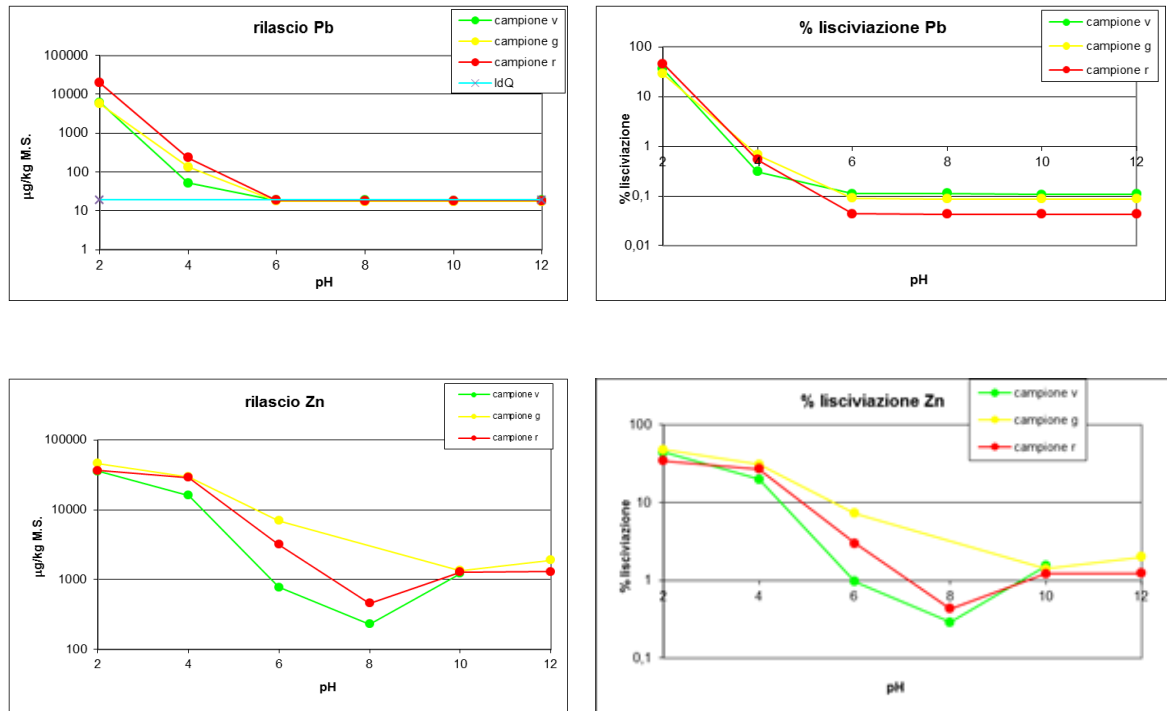 rilascio Pb
campione v
campione g
campione r
ldQ
100000
10000
1000
100
10
1
µg/kg M.S.
2 4 6 8 10 12
pH
% lisciviazione Pb
campione v
campione g
campione r
100
10
1
0,1
0,01
% lisciviazione
2 4 6 8 10 12
pH
rilascio Zn
campione v
campione g
campione r
100000
10000
1000
100
µg/kg M.S.
2 4 6 8 10 12
pH
% lisciviazione Zn
campione v
campione g
campione r
100
10
1
0,1
% lisciviazione
2 4 6 8 10 12
pH